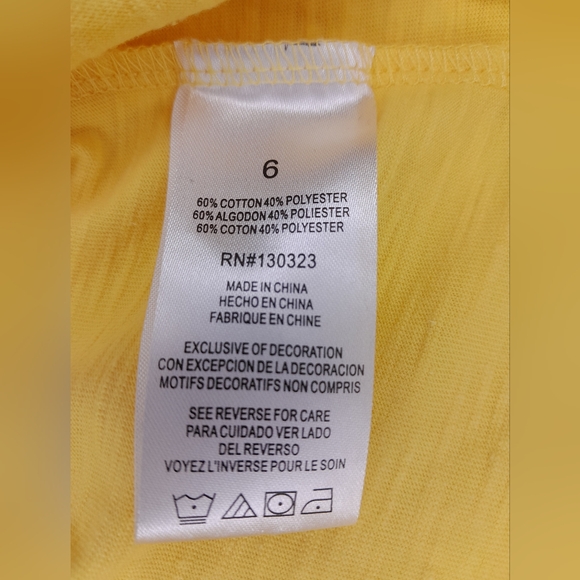 6
60% COTTON 40% POLYESTER
60% ALGODON 40% POLIESTER
60% COTON 40% POLYESTER
RN#130323
MADE IN CHINA
HECHO EN CHINA
FABRIQUE EN CHINE
EXCLUSIVE OF DECORATION
CON EXCEPCION DE LA DECORACION
MOTIFS DECORATIFS NON COMPRIS
SEE REVERSE FOR CARE
PARA CUIDADO VER LADO
DEL REVERSO
VOYEZ L'INVERSE POUR LE SOIN